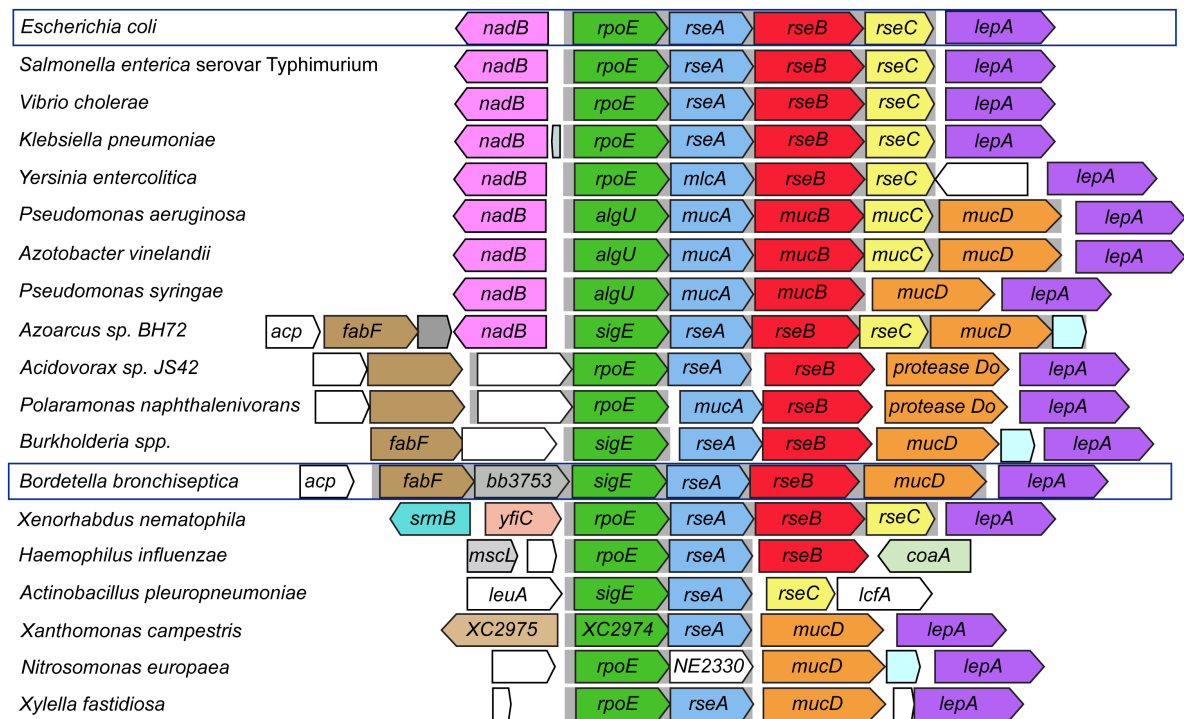 Escherichia coli nadB rpoE rseA rseB rseC lepA
Salmonella enterica serovar Typhimurium nadB rpoE rseA rseB rseC lepA
Vibrio cholerae nadB rpoE rseA rseB rseC lepA
Klebsiella pneumoniae nadB rpoE rseA rseB rseC lepA
Yersinia entercolitica nadB rpoE mlcA rseB rseC lepA
Pseudomonas aeruginosa nadB algU mucA mucB mucC mucD lepA
Azotobacter vinelandii nadB algU mucA mucB mucC mucD lepA
Pseudomonas syringae nadB algU mucA mucB mucD lepA
Azoarcus sp. BH72 acp fabF nadB sigE rseA rseB rseC mucD
Acidovorax sp. JS42 rpoE rseA rseB protease Do lepA
Polaramonas naphthalenivorans rpoE mucA rseB protease Do lepA
Burkholderia spp. fabF sigE rseA rseB mucD lepA
Bordetella bronchiseptica acp fabF bb3753 sigE rseA rseB mucD lepA
Xenorhabdus nematophila srmB yfiC rpoE rseA rseB rseC lepA
Haemophilus influenzae mscL rpoE rseA rseB coaA
Actinobacillus pleuropneumoniae leuA sigE rseA rseC lcfA
Xanthomonas campestris XC2975 XC2974 rseA mucD lepA
Nitrosomonas europaea rpoE NE2330 mucD lepA
Xylella fastidiosa rpoE rseA mucD lepA